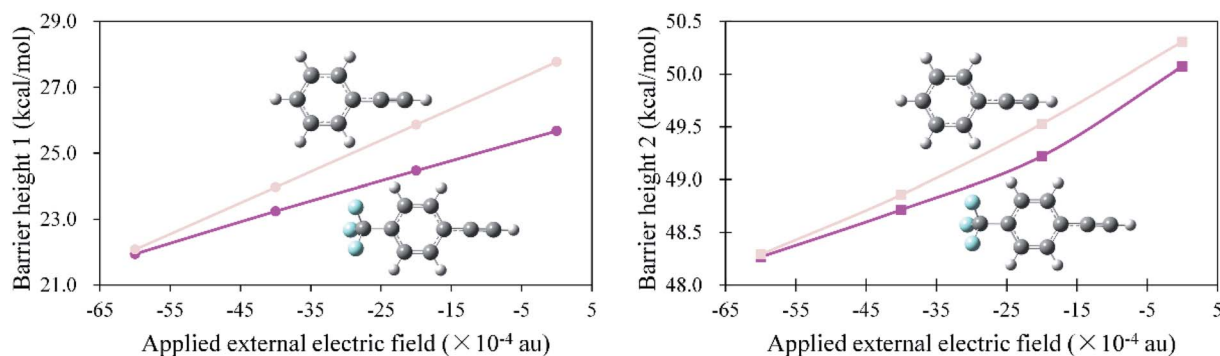 Barrier height 1 (kcal/mol)
29.0
27.0
25.0
23.0
21.0
-65 -55 -45 -35 -25 -15 -5 5
Applied external electric field (×10⁻⁴ au)
Barrier height 2 (kcal/mol)
50.5
50.0
49.5
49.0
48.5
48.0
-65 -55 -45 -35 -25 -15 -5 5
Applied external electric field (×10⁻⁴ au)